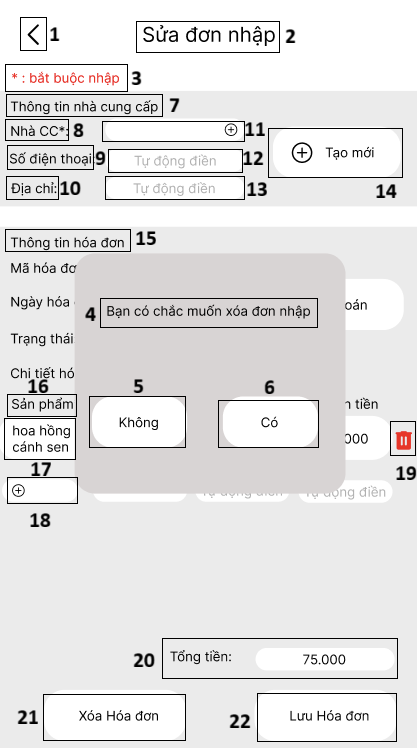 1
Sửa đơn nhập 2
* : bắt buộc nhập 3
Thông tin nhà cung cấp 7
Nhà CC*: 8 11
Số điện thoại 9 Tự động điền 12 Tạo mới
Địa chỉ: 10 Tự động điền 13 14
Thông tin hóa đơn 15
Mã hóa đơ
Ngày hóa oán
4 Bạn có chắc muốn xóa đơn nhập
Trạng thái
Chi tiết hó
16 5 6
Sản phẩm tiền
Không Có
hoa hồng
cánh sen 000
17 19
Tự động điền Tự động điền
18
20 Tổng tiền: 75.000
21 Xóa Hóa đơn 22 Lưu Hóa đơn